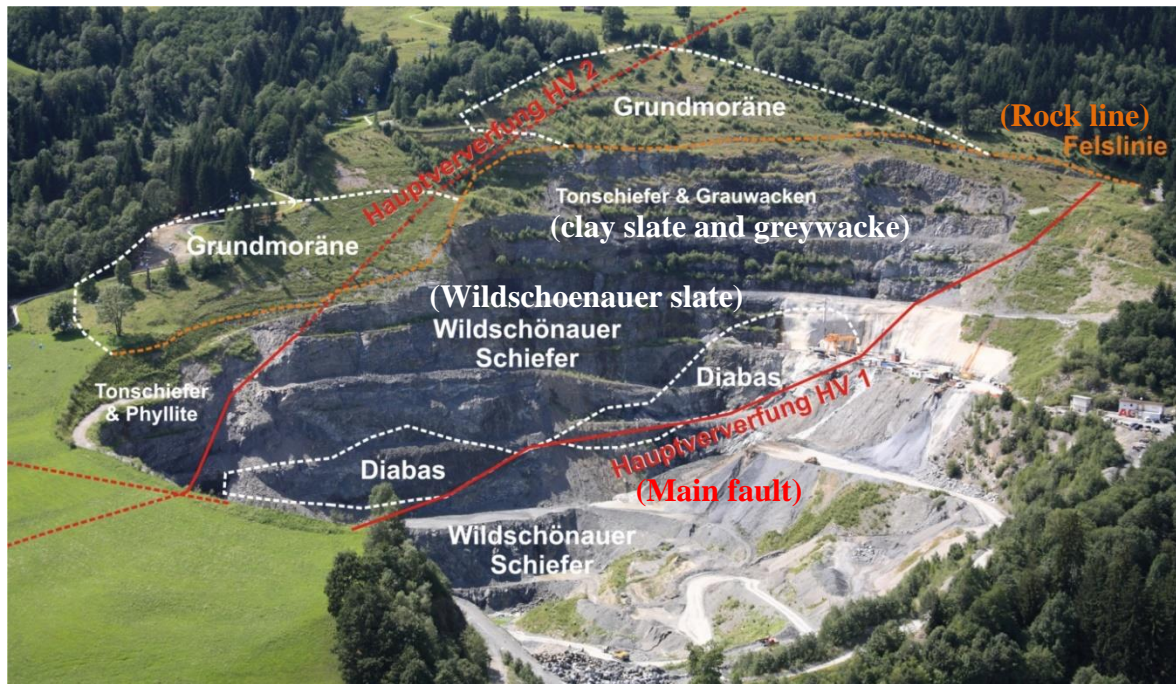 Hauptververfung HV 2
Grundmoräne
(Rock line)
Felslinie
Tonschiefer & Grauwacken
(clay slate and greywacke)
Grundmoräne
(Wildschoenauer slate)
Wildschönauer
Schiefer
Diabas
Tonschiefer
& Phyllite
Hauptververfung HV 1
Diabas
(Main fault)
Wildschönauer
Schiefer